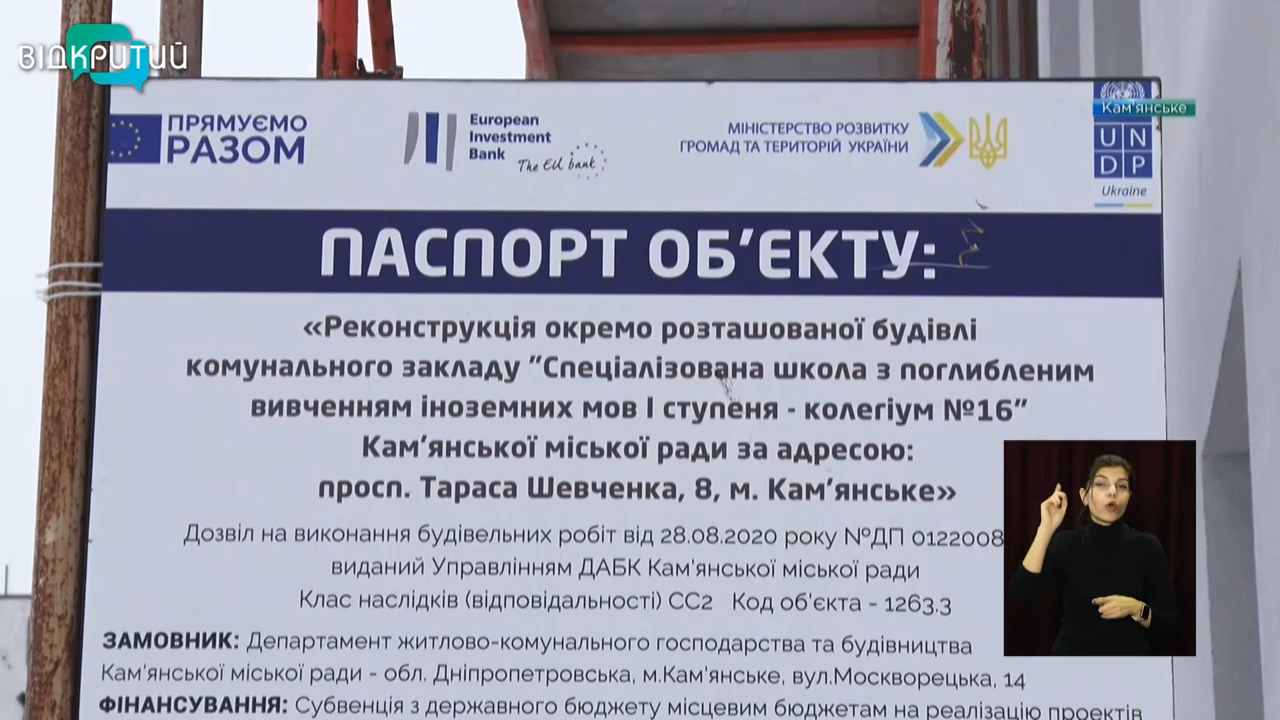 ВІДКРИТИЙ
Кам'янське
ПРЯМУЄМО
РАЗОМ
European
Investment
Bank
The EU bank
МІНІСТЕРСТВО РОЗВИТКУ
ГРОМАД ТА ТЕРИТОРІЙ УКРАЇНИ
U N
D P
Ukraine
ПАСПОРТ ОБ'ЄКТУ:
«Реконструкція окремо розташованої будівлі
комунального закладу "Спеціалізована школа з поглибленим
вивченням іноземних мов І ступеня - колегіум №16"
Кам'янської міської ради за адресою:
просп. Тараса Шевченка, 8, м. Кам'янське»
Дозвіл на виконання будівельних робіт від 28.08.2020 року №ДП 0122008
виданий Управлінням ДАБК Кам'янської міської ради
Клас наслідків (відповідальності) СС2 Код об'єкта - 1263.3
ЗАМОВНИК: Департамент житлово-комунального господарства та будівництва
Кам'янської міської ради - обл. Дніпропетровська, м.Кам'янське, вул.Москворецька, 14
ФІНАНСУВАННЯ: Субвенція з державного бюджету місцевим бюджетам на реалізацію проектів